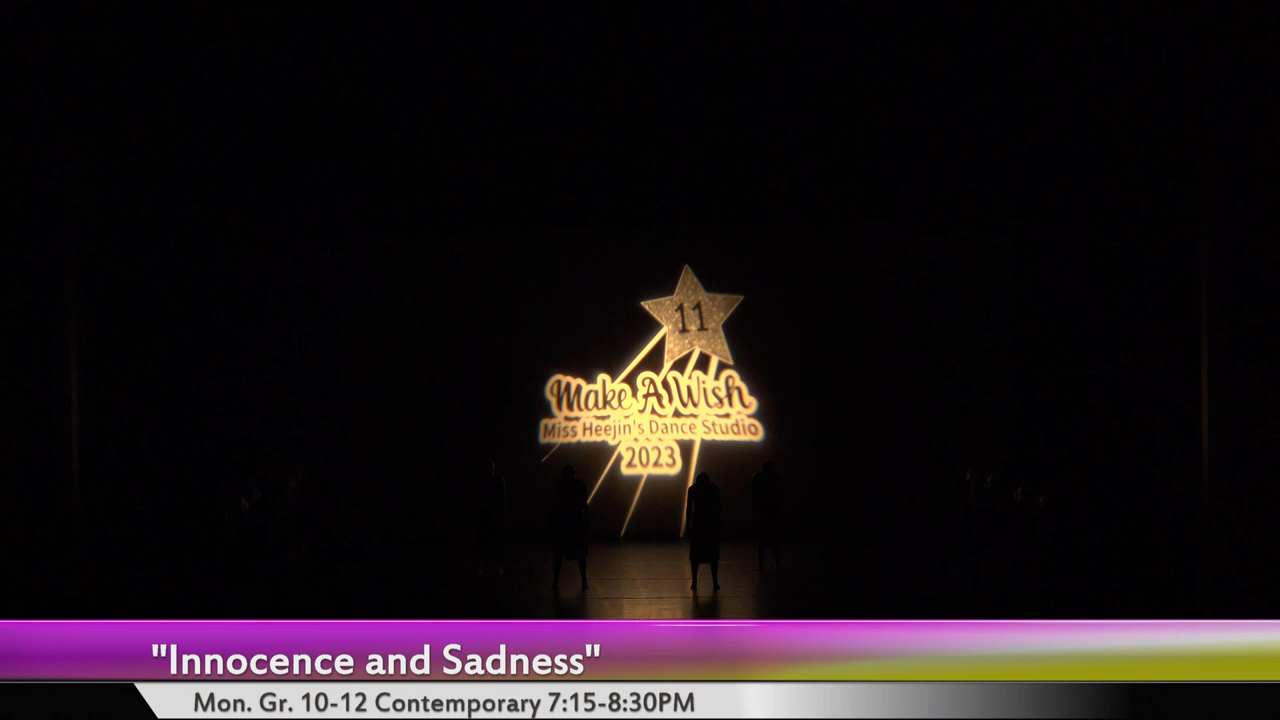 11
Make A Wish
Miss Heejin's Dance Studio
2023
"Innocence and Sadness"
Mon. Gr. 10-12 Contemporary 7:15-8:30PM